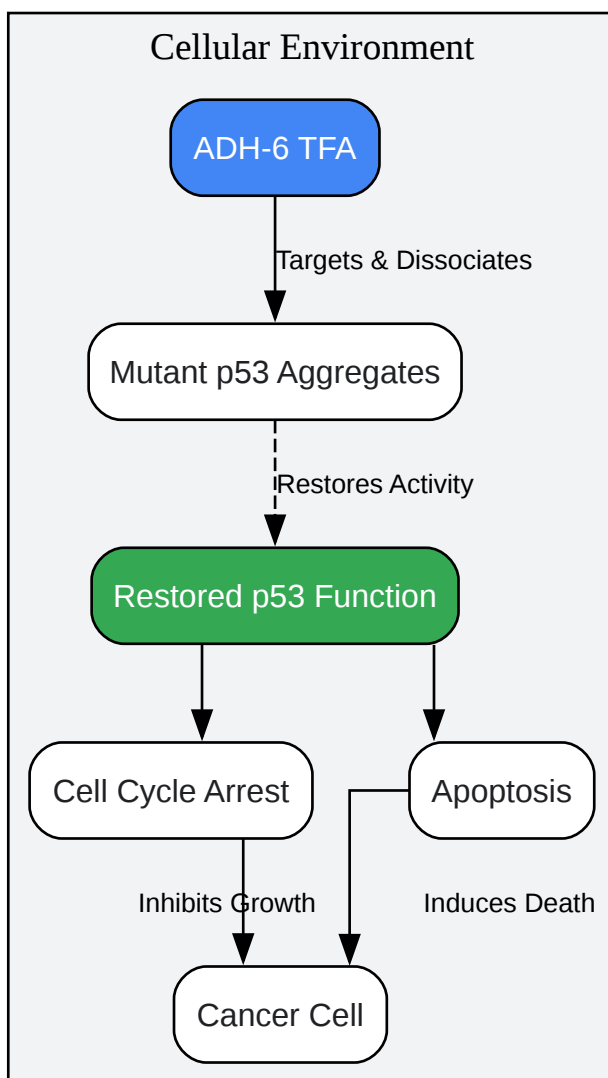 Cellular Environment
ADH-6 TFA
Targets & Dissociates
Mutant p53 Aggregates
Restores Activity
Restored p53 Function
Cell Cycle Arrest
Apoptosis
Inhibits Growth
Induces Death
Cancer Cell